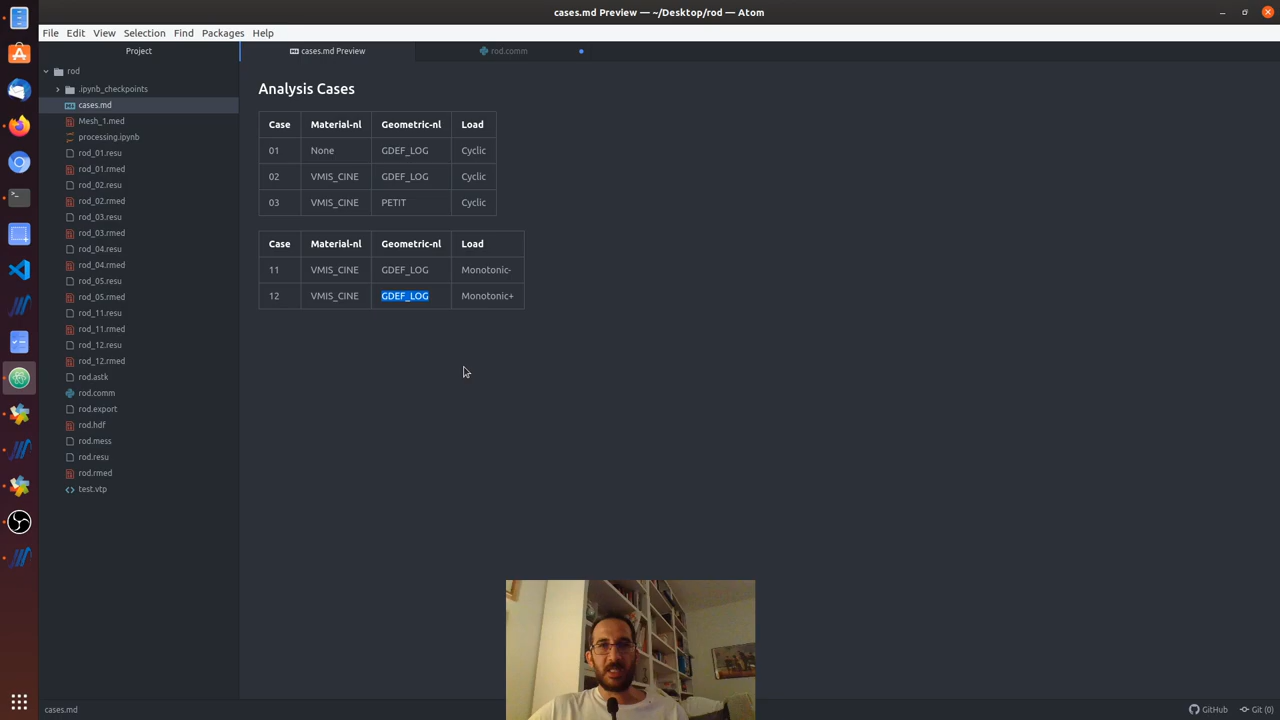 cases.md Preview — ~/Desktop/rod — Atom
File Edit View Selection Find Packages Help
Project
cases.md Preview
rod.comm
rod
.ipynb_checkpoints
cases.md
Mesh_1.med
processing.ipynb
rod_01.resu
rod_01.rmed
rod_02.resu
rod_02.rmed
rod_03.resu
rod_03.rmed
rod_04.resu
rod_04.rmed
rod_05.resu
rod_05.rmed
rod_11.resu
rod_11.rmed
rod_12.resu
rod_12.rmed
rod.astk
rod.comm
rod.export
rod.hdf
rod.mess
rod.resu
rod.rmed
test.vtp
Analysis Cases
Case Material-nl Geometric-nl Load
01 None GDEF_LOG Cyclic
02 VMIS_CINE GDEF_LOG Cyclic
03 VMIS_CINE PETIT Cyclic
Case Material-nl Geometric-nl Load
11 VMIS_CINE GDEF_LOG Monotonic-
12 VMIS_CINE GDEF_LOG Monotonic+
cases.md
GitHub
Git (0)